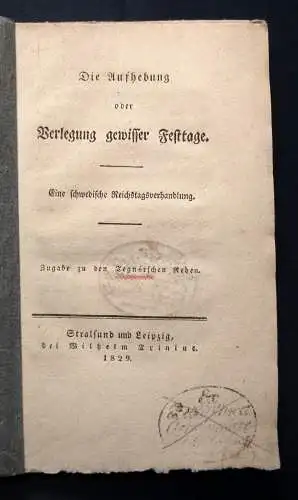 Die Aufhebung
oder
Verlegung gewisser Festtage.
Eine schwedische Reichstagsverhandlung.
Zugabe zu den Tegnérschen Reden.
Stralsund und Leipzig,
bei Wilhelm Trinius.
1829.